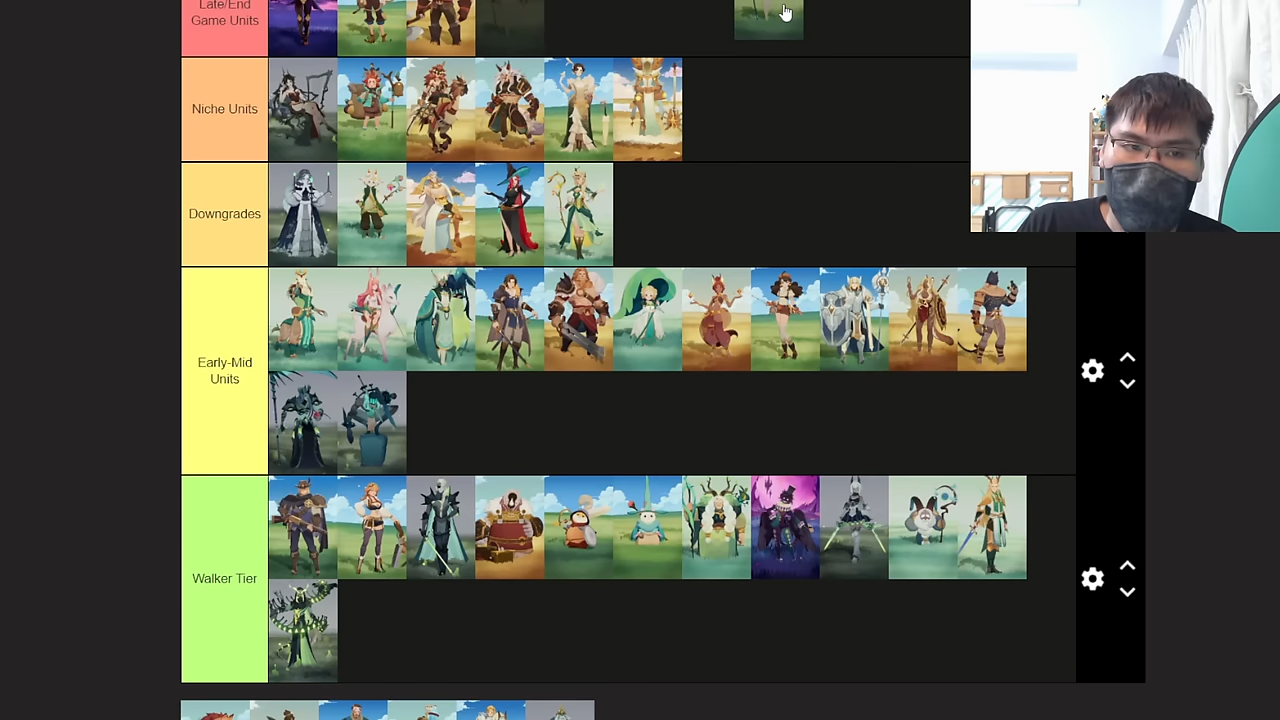 Late/End
Game Units
Niche Units
Downgrades
Early-Mid
Units
Walker Tier